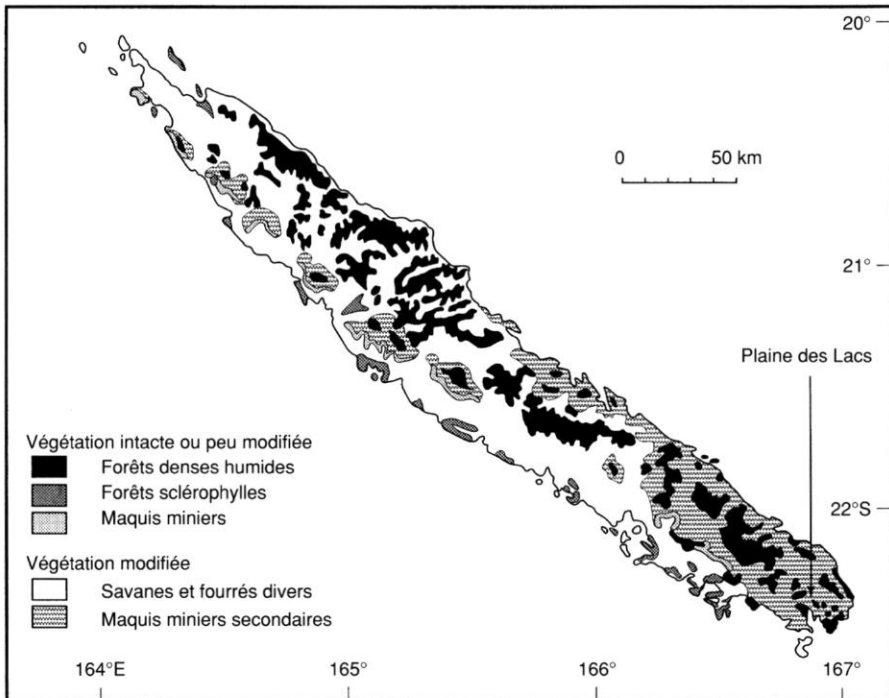 20°
0
50 km
21°
Plaine des Lacs
Végétation intacte ou peu modifiée
Forêts denses humides
Forêts sclérophylles
Maquis miniers
22°S
Végétation modifiée
Savanes et fourrés divers
Maquis miniers secondaires
164°E
165°
166°
167°